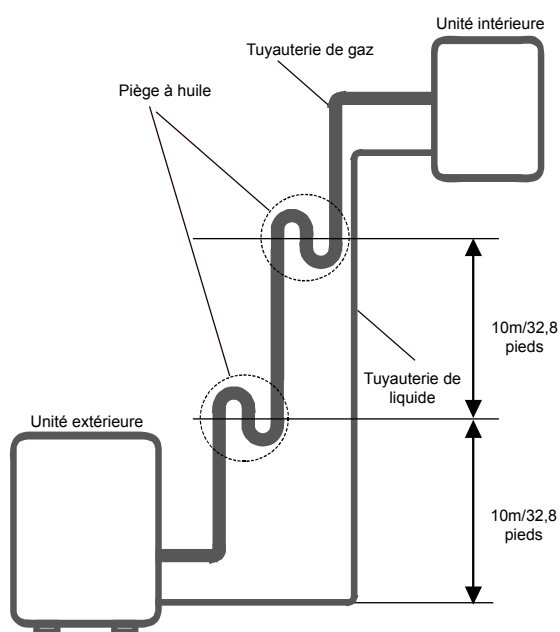 Unité intérieure
Tuyauterie de gaz
Piège à huile
10m/32,8
pieds
Tuyauterie de
liquide
Unité extérieure
10m/32,8
pieds